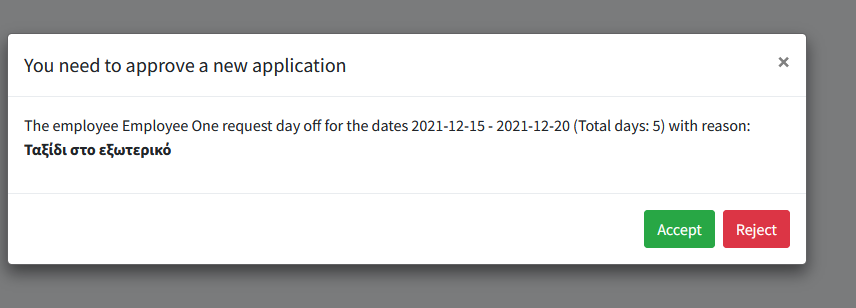 You need to approve a new application
×
The employee Employee One request day off for the dates 2021-12-15 - 2021-12-20 (Total days: 5) with reason:
Ταξίδι στο εξωτερικό
Accept
Reject